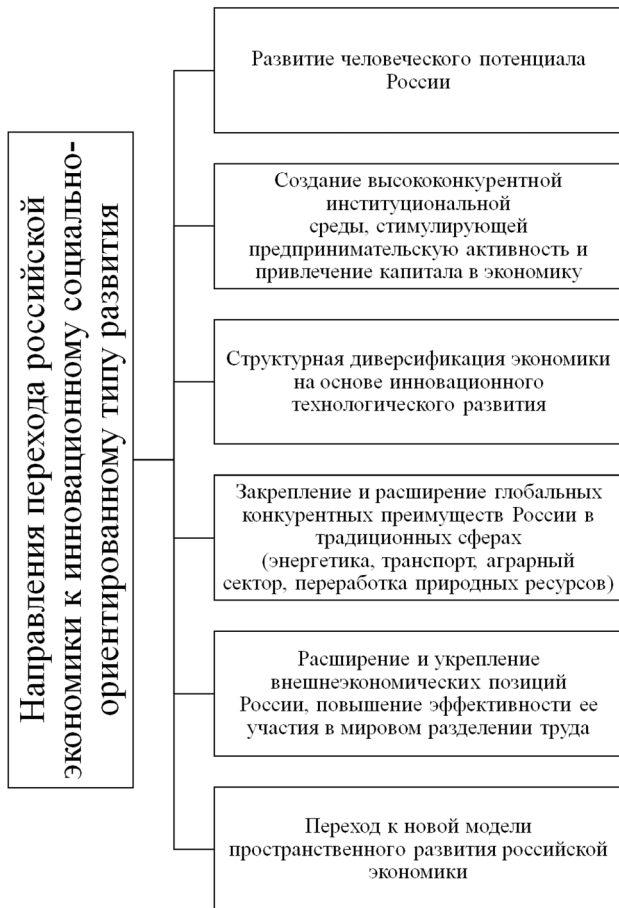 Направления перехода российской
экономики к инновационному социально-
ориентированному типу развития
Развитие человеческого потенциала
России
Создание высококонкурентной
институциональной
среды, стимулирующей
предпринимательскую активность и
привлечение капитала в экономику
Структурная диверсификация экономики
на основе инновационного
технологического развития
Закрепление и расширение глобальных
конкурентных преимуществ России в
традиционных сферах
(энергетика, транспорт, аграрный
сектор, переработка природных ресурсов)
Расширение и укрепление
внешнеэкономических позиций
России, повышение эффективности ее
участия в мировом разделении труда
Переход к новой модели
пространственного развития российской
экономики